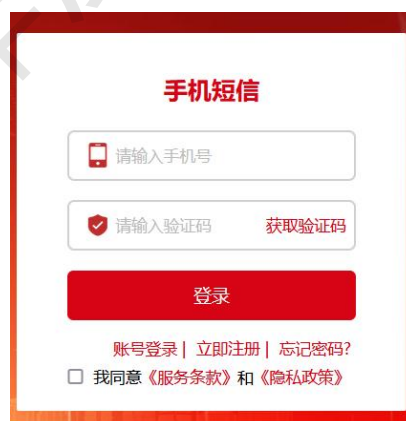 手机短信
请输入手机号
请输入验证码 获取验证码
登录
账号登录| 立即注册| 忘记密码?
我同意《服务条款》和《隐私政策》